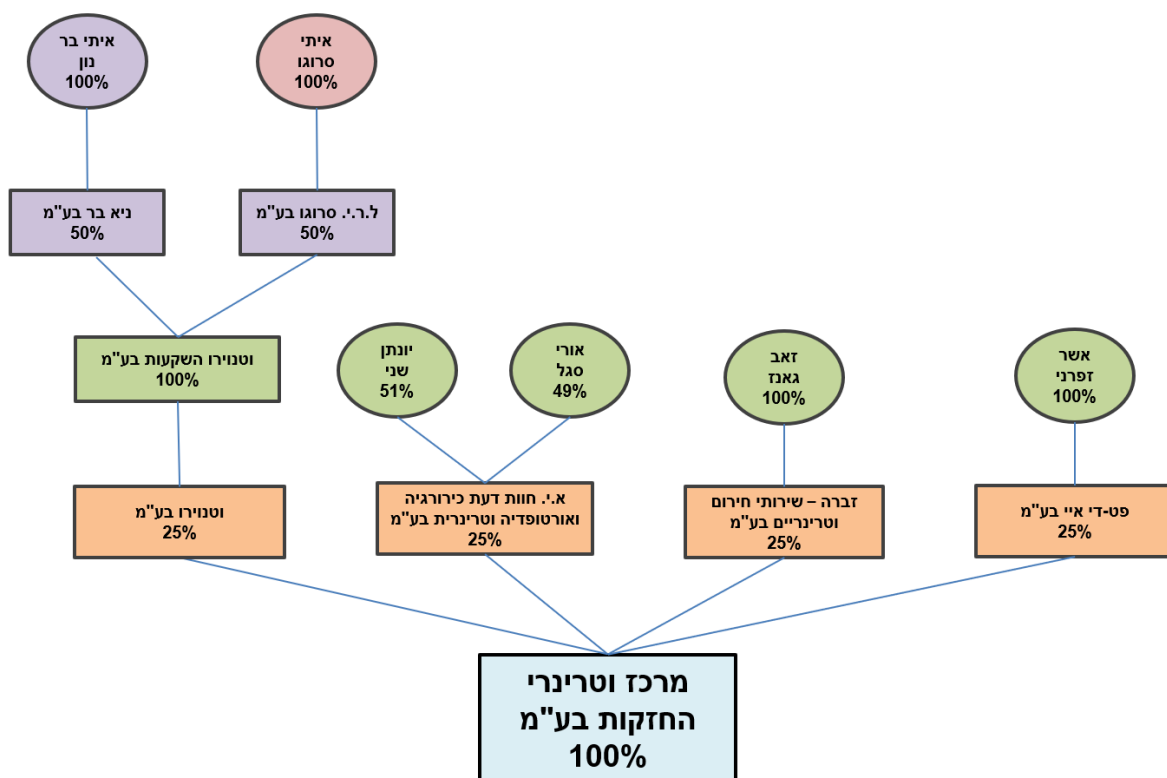 איתי בר
נון
100%
איתי
סרוגו
100%
ניא בר בע"מ
50%
ל.ר.י. סרוגו בע"מ
50%
וטנוירו השקעות בע"מ
100%
יונתן
שני
51%
אורי
סגל
49%
זאב
גאנז
100%
אשר
זפרני
100%
וטנוירו בע"מ
25%
א.י. חוות דעת כירורגיה
ואורטופדיה וטרינרית בע"מ
25%
זברה – שירותי חירום
וטרינריים בע"מ
25%
פט-די איי בע"מ
25%
מרכז וטרינרי
החזקות בע"מ
100%